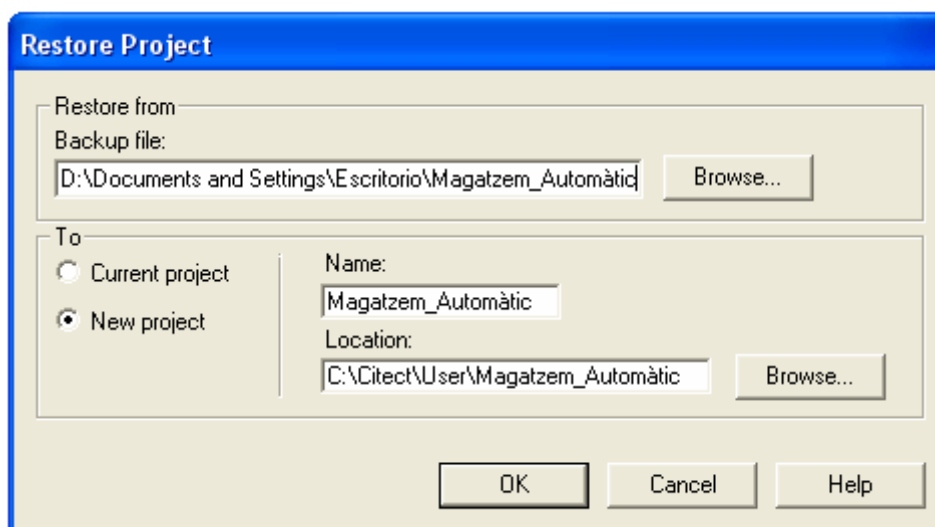 Restore Project
Restore from
Backup file:
D:\Documents and Settings\Escritorio\Magatzem_Automàtic
Browse...
To
Current project
New project
Name:
Magatzem_Automàtic
Location:
C:\Citect\User\Magatzem_Automàtic
Browse...
OK
Cancel
Help